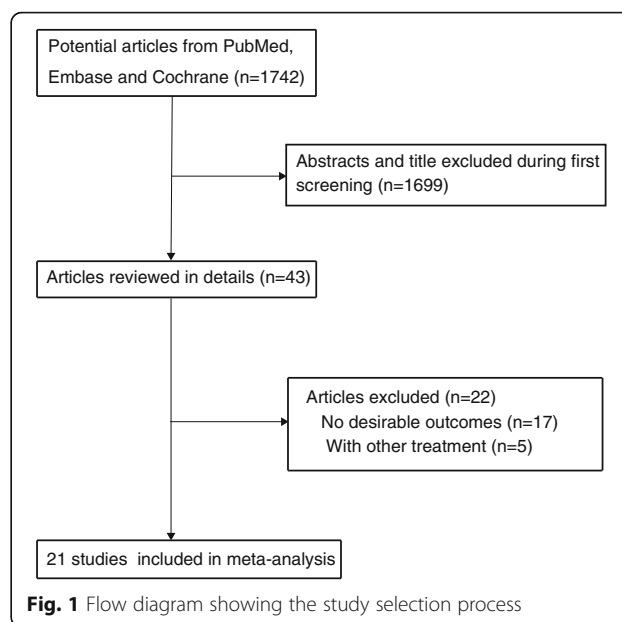 Potential articles from PubMed,
Embase and Cochrane (n=1742)
Abstracts and title excluded during first
screening (n=1699)
Articles reviewed in details (n=43)
Articles excluded (n=22)
No desirable outcomes (n=17)
With other treatment (n=5)
21 studies included in meta-analysis
Fig. 1 Flow diagram showing the study selection process